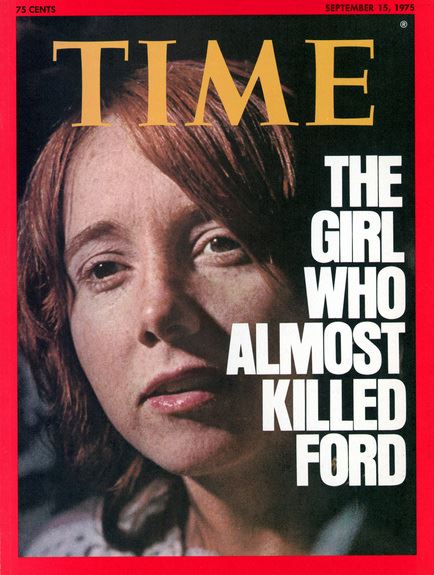 75 CENTS
SEPTEMBER 15, 1975
TIME
®
THE
GIRL
WHO
ALMOST
KILLED
FORD